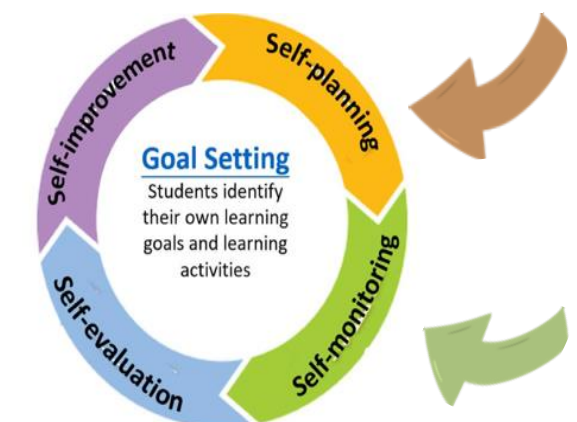 Self-improvement
Self-planning
Goal Setting
Students identify
their own learning
goals and learning
activities
Self-monitoring
Self-evaluation